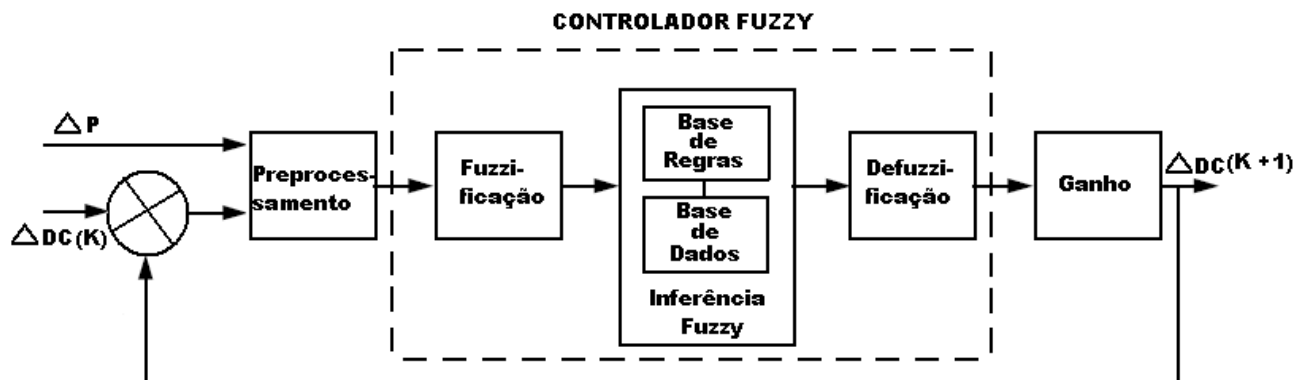 CONTROLADOR FUZZY
△ P
△ DC (K)
Preproces-
samento
Fuzzi-
ficação
Base
de
Regras
Base
de
Dados
Inferência
Fuzzy
Defuzzi-
ficação
Ganho
△ DC(K +1)